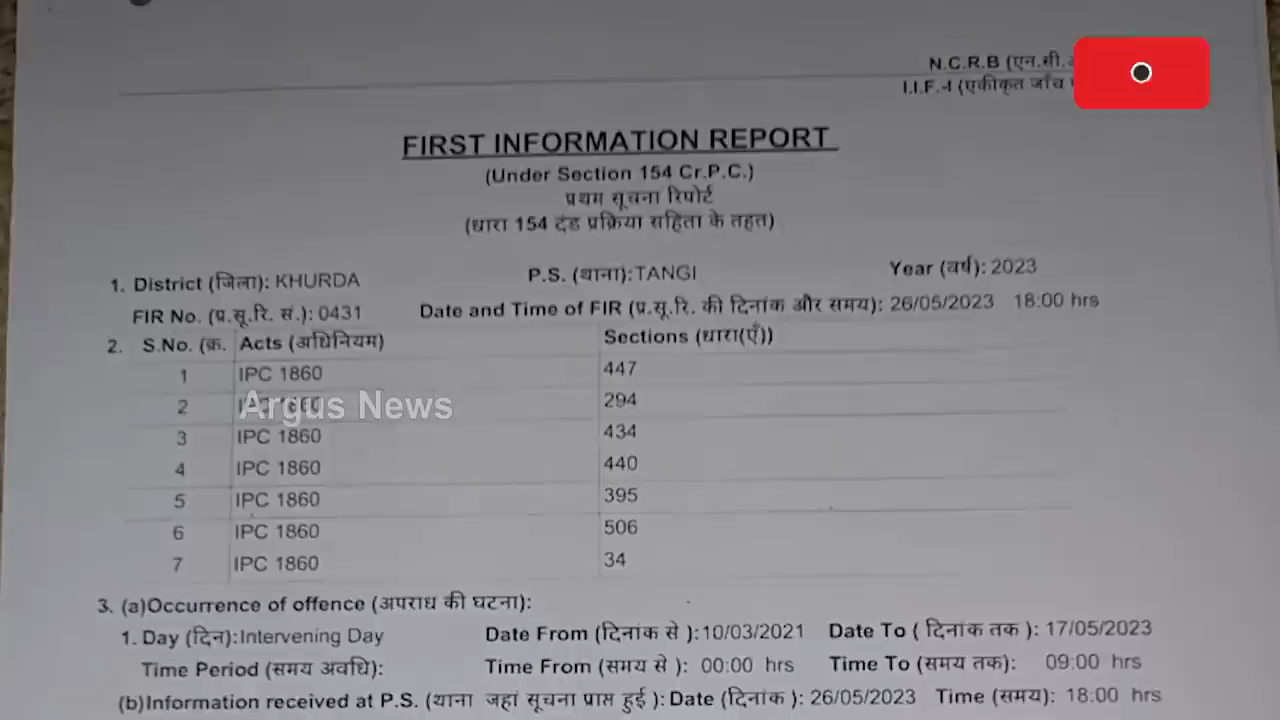 N.C.R.B (एन.सी.
I.I.F.-I (एकीकृत जाँच
FIRST INFORMATION REPORT
(Under Section 154 Cr.P.C.)
प्रथम सूचना रिपोर्ट
(धारा 154 दंड प्रक्रिया सहिता के तहत)
1. District (जिला): KHURDA P.S. (थाना): TANGI Year (वर्ष): 2023
FIR No. (प्र.सू.रि. सं.): 0431 Date and Time of FIR (प्र.सू.रि. की दिनांक और समय): 26/05/2023 18:00 hrs
2. S.No. (क्र. Acts (अधिनियम) Sections (धारा(एँ))
1 IPC 1860 447
2 294
Argus News
3 IPC 1860 434
4 IPC 1860 440
5 IPC 1860 395
6 IPC 1860 506
7 IPC 1860 34
3. (a)Occurrence of offence (अपराध की घटना):
1. Day (दिन): Intervening Day Date From (दिनांक से ): 10/03/2021 Date To ( दिनांक तक ): 17/05/2023
Time Period (समय अवधि): Time From (समय से ): 00:00 hrs Time To (समय तक): 09:00 hrs
(b)Information received at P.S. (थाना जहां सूचना प्राप्त हुई ): Date (दिनांक ): 26/05/2023 Time (समय): 18:00 hrs